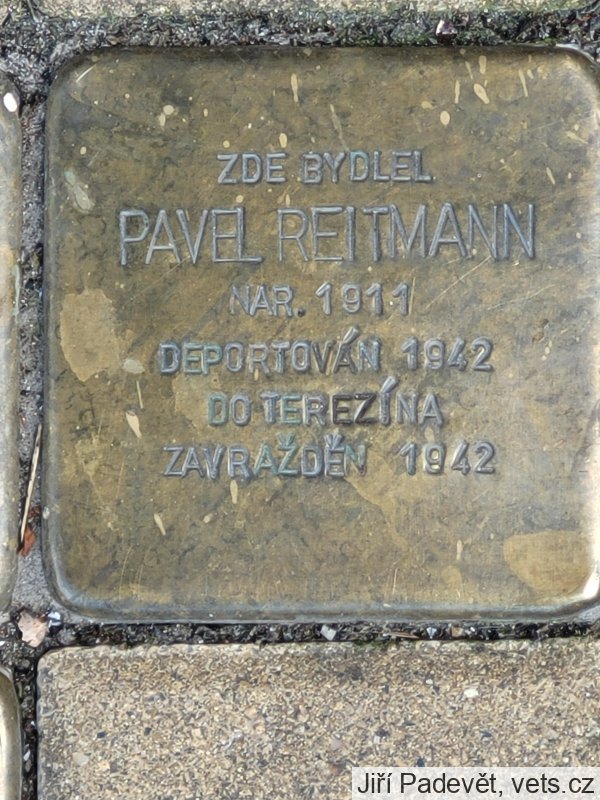 ZDE BYDLEL
PAVEL REITMANN
NAR. 1911
DEPORTOVÁN 1942
DO TEREZÍNA
ZAVRAŽDĚN 1942
Jiří Padevět, vets.cz